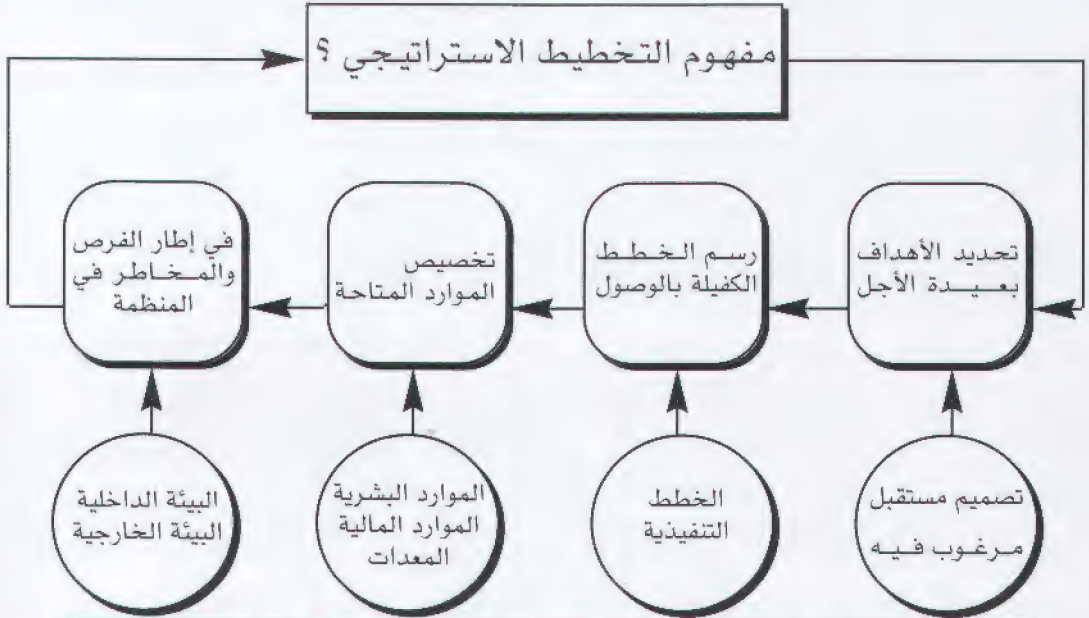 مفهوم التخطيط الاستراتيجي ؟
تحديد الأهداف
بعيدة الأجل
رسم الخطط
الكفيلة بالوصول
تخصيص
الموارد المتاحة
في إطار الفرص
والمخاطر في
المنظمة
تصميم مستقبل
مرغوب فيه
الخطط
التنفيذية
الموارد البشرية
الموارد المالية
المعدات
البيئة الداخلية
البيئة الخارجية